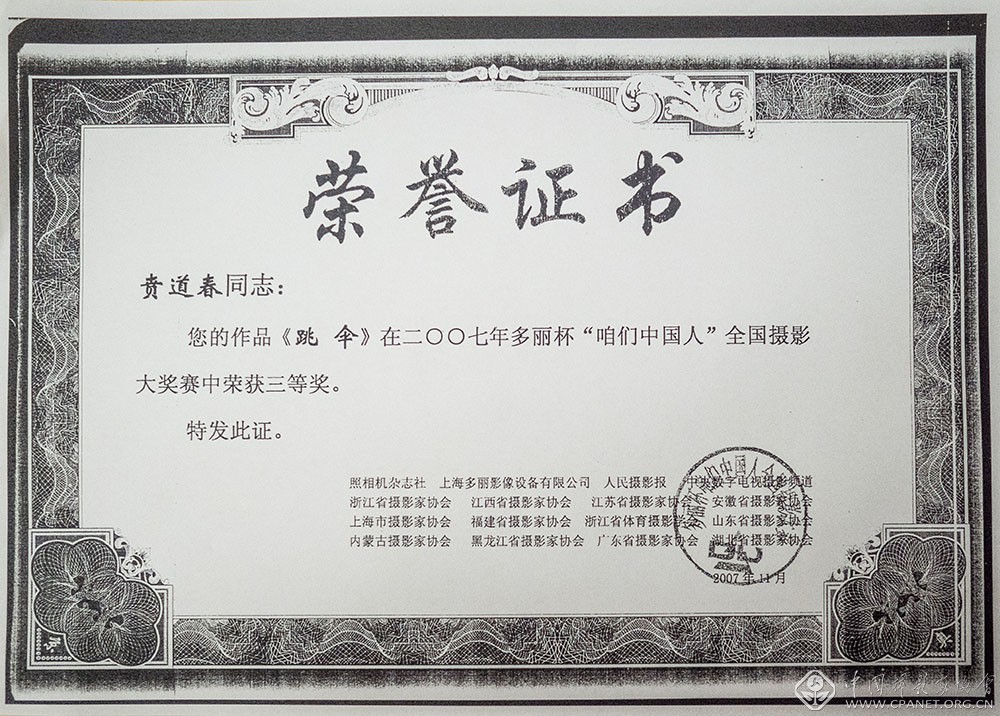 荣誉证书
贲道春同志：
您的作品《跳 伞》在二〇〇七年多丽杯“咱们中国人”全国摄影
大奖赛中荣获三等奖。
特发此证。
照相机杂志社 上海多丽影像设备有限公司 人民摄影报 中央数字电视摄影频道
浙江省摄影家协会 江西省摄影家协会 江苏省摄影家协会 安徽省摄影家协会
上海市摄影家协会 福建省摄影家协会 浙江省体育摄影 山东省摄影家协会
内蒙古摄影家协会 黑龙江省摄影家协会 广东省摄影家协会 湖北省摄影家协会
2007年11月
WWW.CPANET.ORG.CN